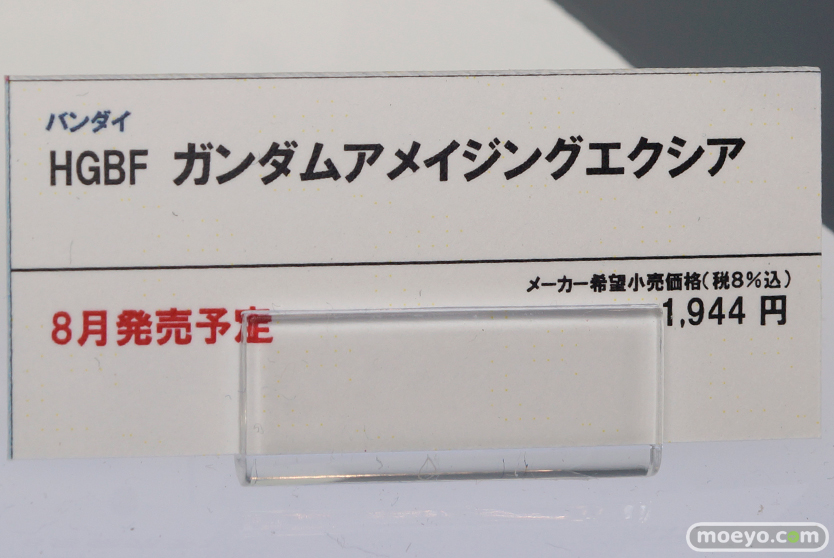 バンダイ
HGBF ガンダムアメイジングエクシア
メーカー希望小売価格(税8%込)
8月発売予定
1,944 円
moeyo.com